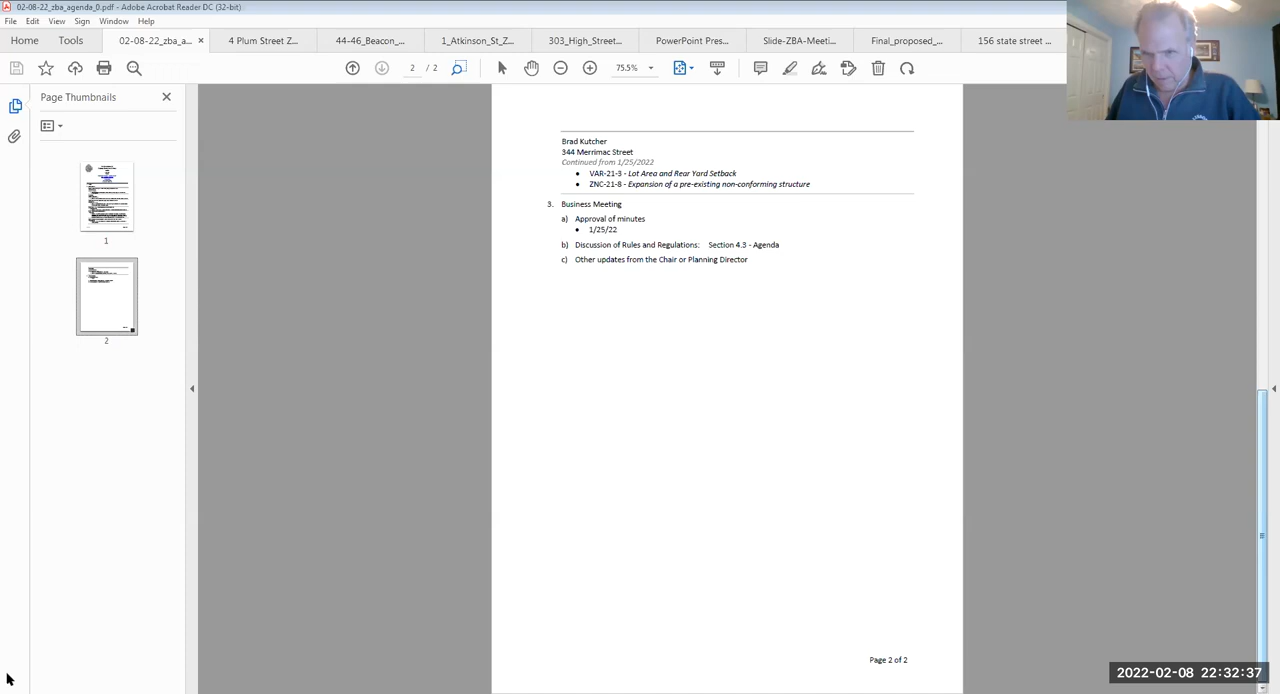 02-08-22_zba_agenda_0.pdf - Adobe Acrobat Reader DC (32-bit)
File Edit View Sign Window Help
Home Tools 02-08-22_zba_a... × 4 Plum Street Z... 44-46_Beacon_... 1_Atkinson_St_Z... 303_High_Street... PowerPoint Pres... Slide-ZBA-Meeti... Final_proposed_... 156 state street ...
2 / 2 75.5%
Page Thumbnails
1
2
Brad Kutcher
344 Merrimac Street
Continued from 1/25/2022
• VAR-21-3 - Lot Area and Rear Yard Setback
• ZNC-21-8 - Expansion of a pre-existing non-conforming structure
3. Business Meeting
a) Approval of minutes
• 1/25/22
b) Discussion of Rules and Regulations: Section 4.3 - Agenda
c) Other updates from the Chair or Planning Director
Page 2 of 2
2022-02-08 22:32:37